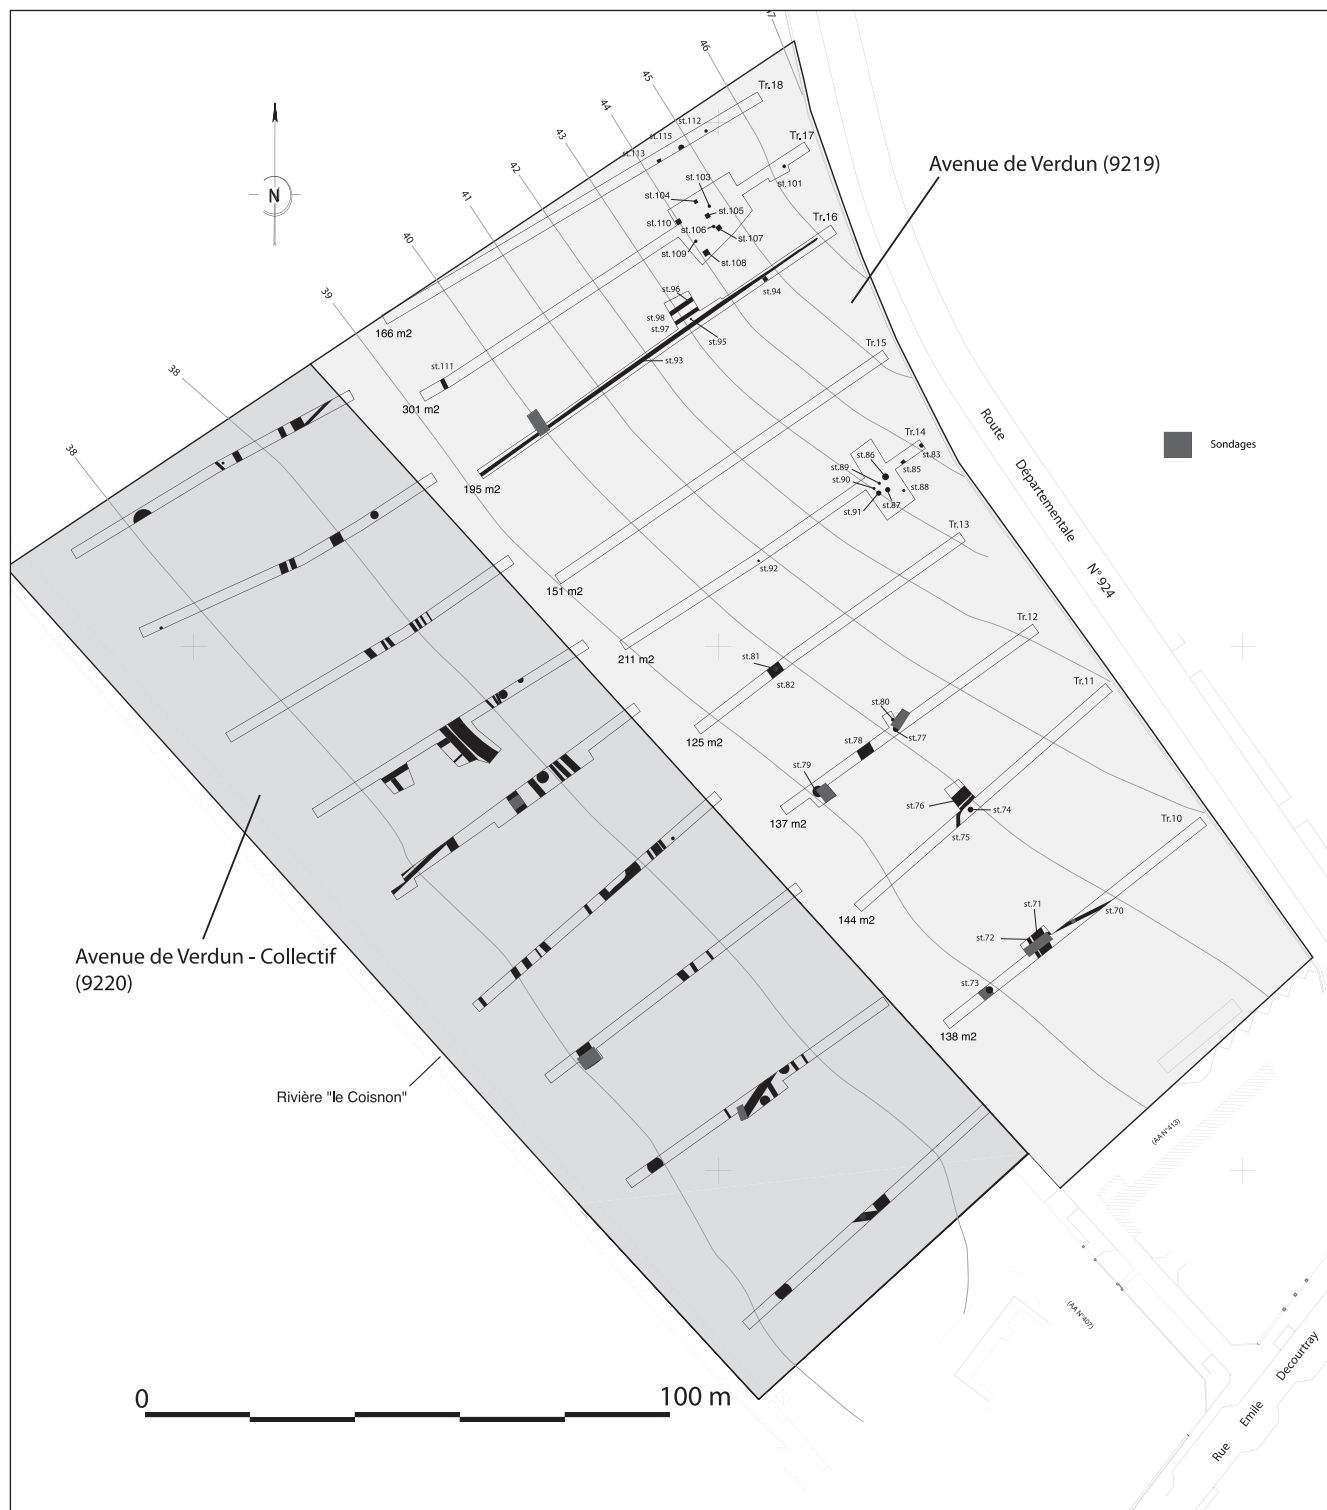 47
46
45
44
43
42
41
40
39
38
38
Tr.18
st.112
st.115
st.113
166 m2
Tr.17
st.101
st.103
st.104
st.105
st.106
st.107
st.110
st.109
st.108
st.111
301 m2
Tr.16
st.96
st.94
st.98
st.97
st.95
st.93
195 m2
Tr.15
151 m2
Tr.14
st.83
st.86
st.85
st.89
st.90
st.88
st.87
st.91
st.92
211 m2
Tr.13
st.81
st.82
125 m2
Tr.12
st.80
st.77
st.78
st.79
137 m2
Tr.11
st.76
st.74
st.75
144 m2
Tr.10
st.71
st.70
st.72
st.73
138 m2
N
Avenue de Verdun (9219)
Route Départementale N° 924
Sondages
Avenue de Verdun - Collectif
(9220)
Rivière "le Coisnon"
(AA N°413)
(AA N°407)
Rue Emile Decourtray
0
100 m